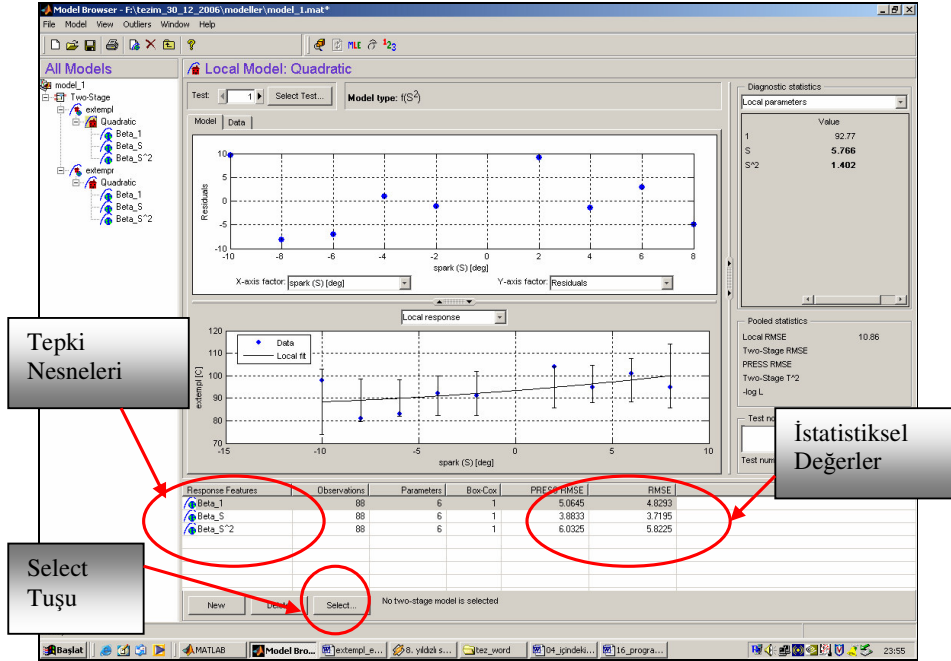 Model Browser - F:\tezim_30_12_2006\modeller\model_1.mat*
File Model View Outliers Window Help
MLE
All Models
Local Model: Quadratic
model_1
Two-Stage
extempl
Quadratic
Beta_1
Beta_S
Beta_S^2
extempr
Quadratic
Beta_1
Beta_S
Beta_S^2
Test: 1 Select Test... Model type: f(S2)
Model Data
10
5
0
-5
-10
Residuals
-10 -8 -6 -4 -2 0 2 4 6 8
spark (S) [deg]
X-axis factor: spark (S) [deg] Y-axis factor: Residuals
Local response
Data
Local fit
120
110
100
90
80
70
extempl [C]
-15 -10 -5 0 5 10
spark (S) [deg]
Diagnostic statistics
Local parameters
Value
1 92.77
S 5.766
S^2 1.402
Pooled statistics
Local RMSE 10.86
Two-Stage RMSE
PRESS RMSE
Two-Stage T^2
-log L
Tepki
Nesneleri
İstatistiksel
Değerler
Response Features Observations Parameters Box-Cox PRESS RMSE RMSE
Beta_1 88 6 1 5.0645 4.8293
Beta_S 88 6 1 3.8833 3.7195
Beta_S^2 88 6 1 6.0325 5.8225
Select
Tuşu
New Select... No two-stage model is selected
Başlat MATLAB Model Bro... extempl_e... 8. yıldızlı s... tez_word 04_içindeki... 16_progra... 23:55